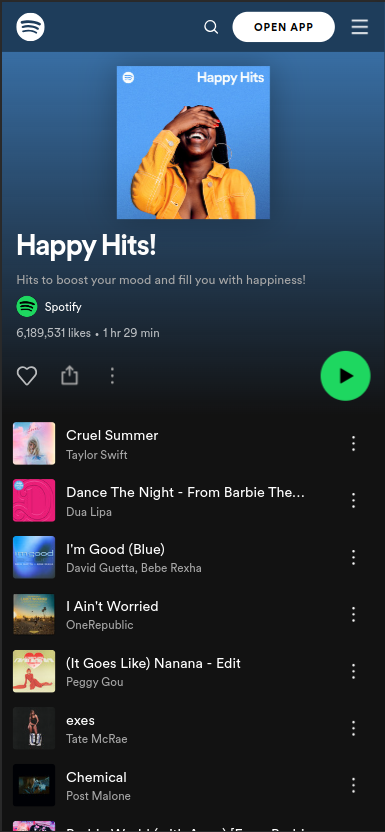 OPEN APP
Happy Hits
Happy Hits!
Hits to boost your mood and fill you with happiness!
Spotify
6,189,531 likes • 1 hr 29 min
Cruel Summer
Taylor Swift
Dance The Night - From Barbie The...
Dua Lipa
I'm Good (Blue)
David Guetta, Bebe Rexha
I Ain't Worried
OneRepublic
(It Goes Like) Nanana - Edit
Peggy Gou
exes
Tate McRae
Chemical
Post Malone